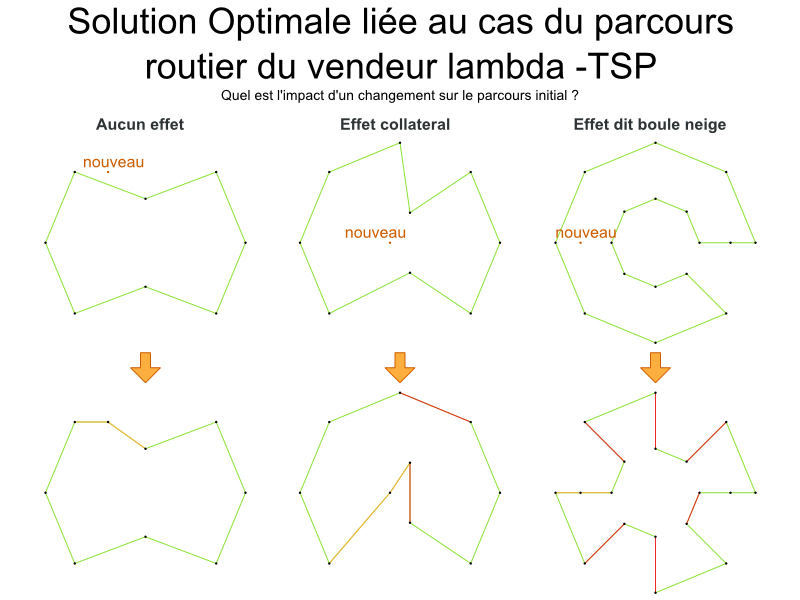 Solution Optimale liée au cas du parcours
routier du vendeur lambda -TSP
Quel est l'impact d'un changement sur le parcours initial ?
Aucun effet
Effet collateral
Effet dit boule neige
nouveau
nouveau
nouveau